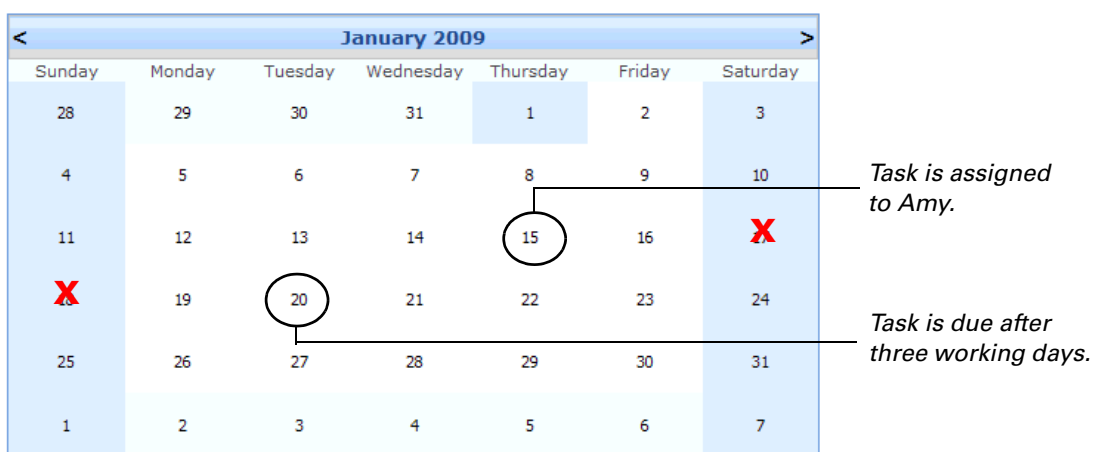 < January 2009 >
Sunday Monday Tuesday Wednesday Thursday Friday Saturday
28 29 30 31 1 2 3
4 5 6 7 8 9 10
Task is assigned
to Amy.
11 12 13 14 15 16 X
X 19 20 21 22 23 24
Task is due after
three working days.
25 26 27 28 29 30 31
1 2 3 4 5 6 7